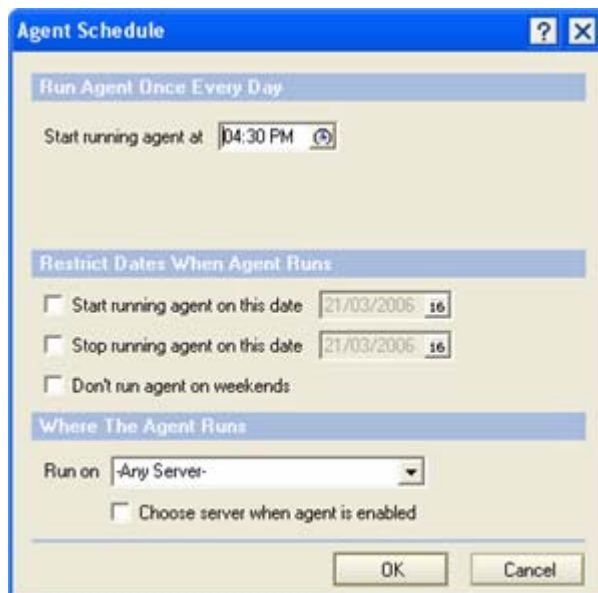 Agent Schedule
Run Agent Once Every Day
Start running agent at 04:30 PM
Restrict Dates When Agent Runs
Start running agent on this date 21/03/2006 16
Stop running agent on this date 21/03/2006 16
Don't run agent on weekends
Where The Agent Runs
Run on -Any Server-
Choose server when agent is enabled
OK Cancel